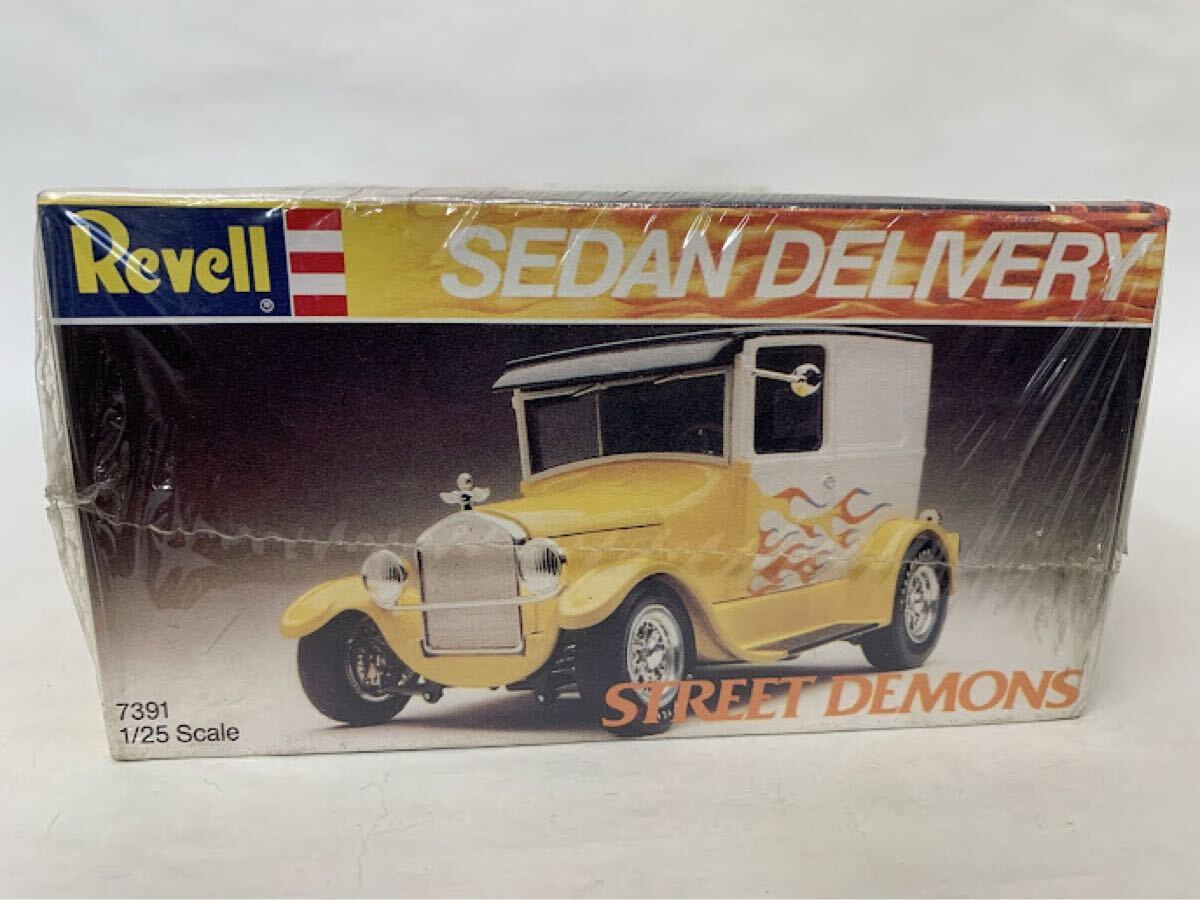 Revell ®
SEDAN DELIVERY
STREET DEMONS
7391
1/25 Scale